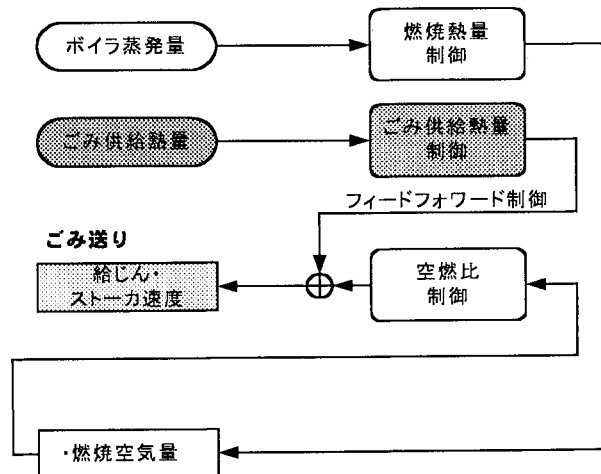 ボイラ蒸発量
燃焼熱量
制御
ごみ供給熱量
ごみ供給熱量
制御
フィードフォワード制御
ごみ送り
給じん・
ストーカ速度
空燃比
制御
・燃焼空気量